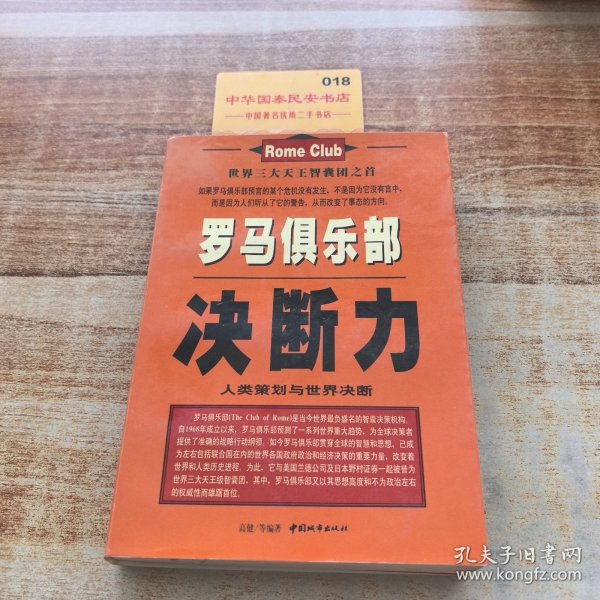 018
中华国泰民安书店
中国著名优质二手书店
Rome Club
世界三大天王智囊团之首
如果罗马俱乐部预言的某个危机没有发生，不是因为它没有言中，
而是因为人们听从了它的警告，从而改变了事态的方向。
罗马俱乐部
决断力
人类策划与世界决断
罗马俱乐部(The Club of Rome)是当今世界最负盛名的智囊决策机构。
自1968年成立以来，罗马俱乐部预测了一系列世界重大趋势，为全球决策者
提供了准确的战略行动纲领。如今罗马俱乐部贯穿全球的智慧和思想，已成
为左右包括联合国在内的世界各国政府政治和经济决策的重要力量，改变着
世界和人类历史进程。为此，它与美国兰德公司及日本野村证券一起被誉为
世界三大天王级智囊团。其中，罗马俱乐部又以其思想高度和不为政治左右
的权威性而雄踞首位。
高健/等编著 中国城市出版社
孔夫子旧书网
www.kongfz.com